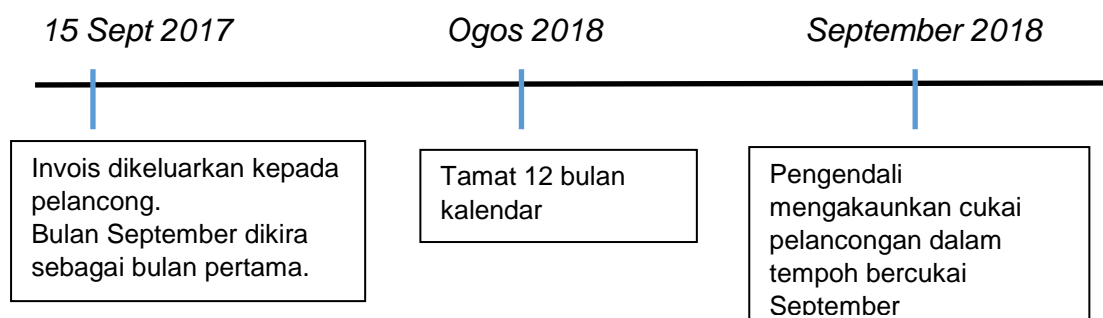 15 Sept 2017
Ogos 2018
September 2018
Invois dikeluarkan kepada
pelancong.
Bulan September dikira
sebagai bulan pertama.
Tamat 12 bulan
kalendar
Pengendali
mengakaunkan cukai
pelancongan dalam
tempoh bercukai
September